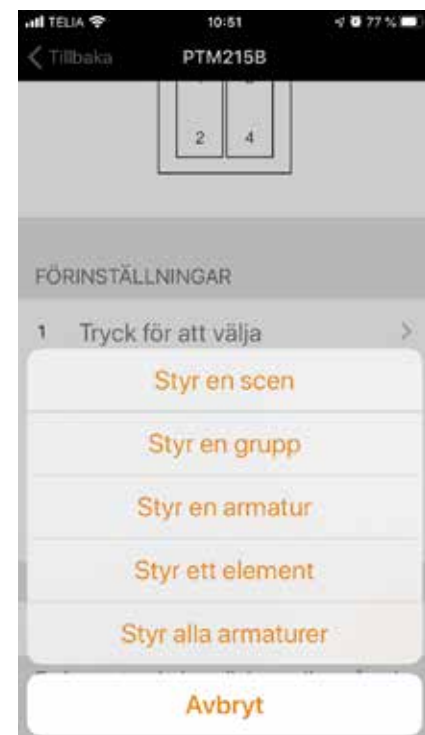 TELIA 10:51 77 %
Tillbaka PTM215B
2 4
FÖRINSTÄLLNINGAR
1 Tryck för att välja
Styr en scen
Styr en grupp
Styr en armatur
Styr ett element
Styr alla armaturer
Avbryt